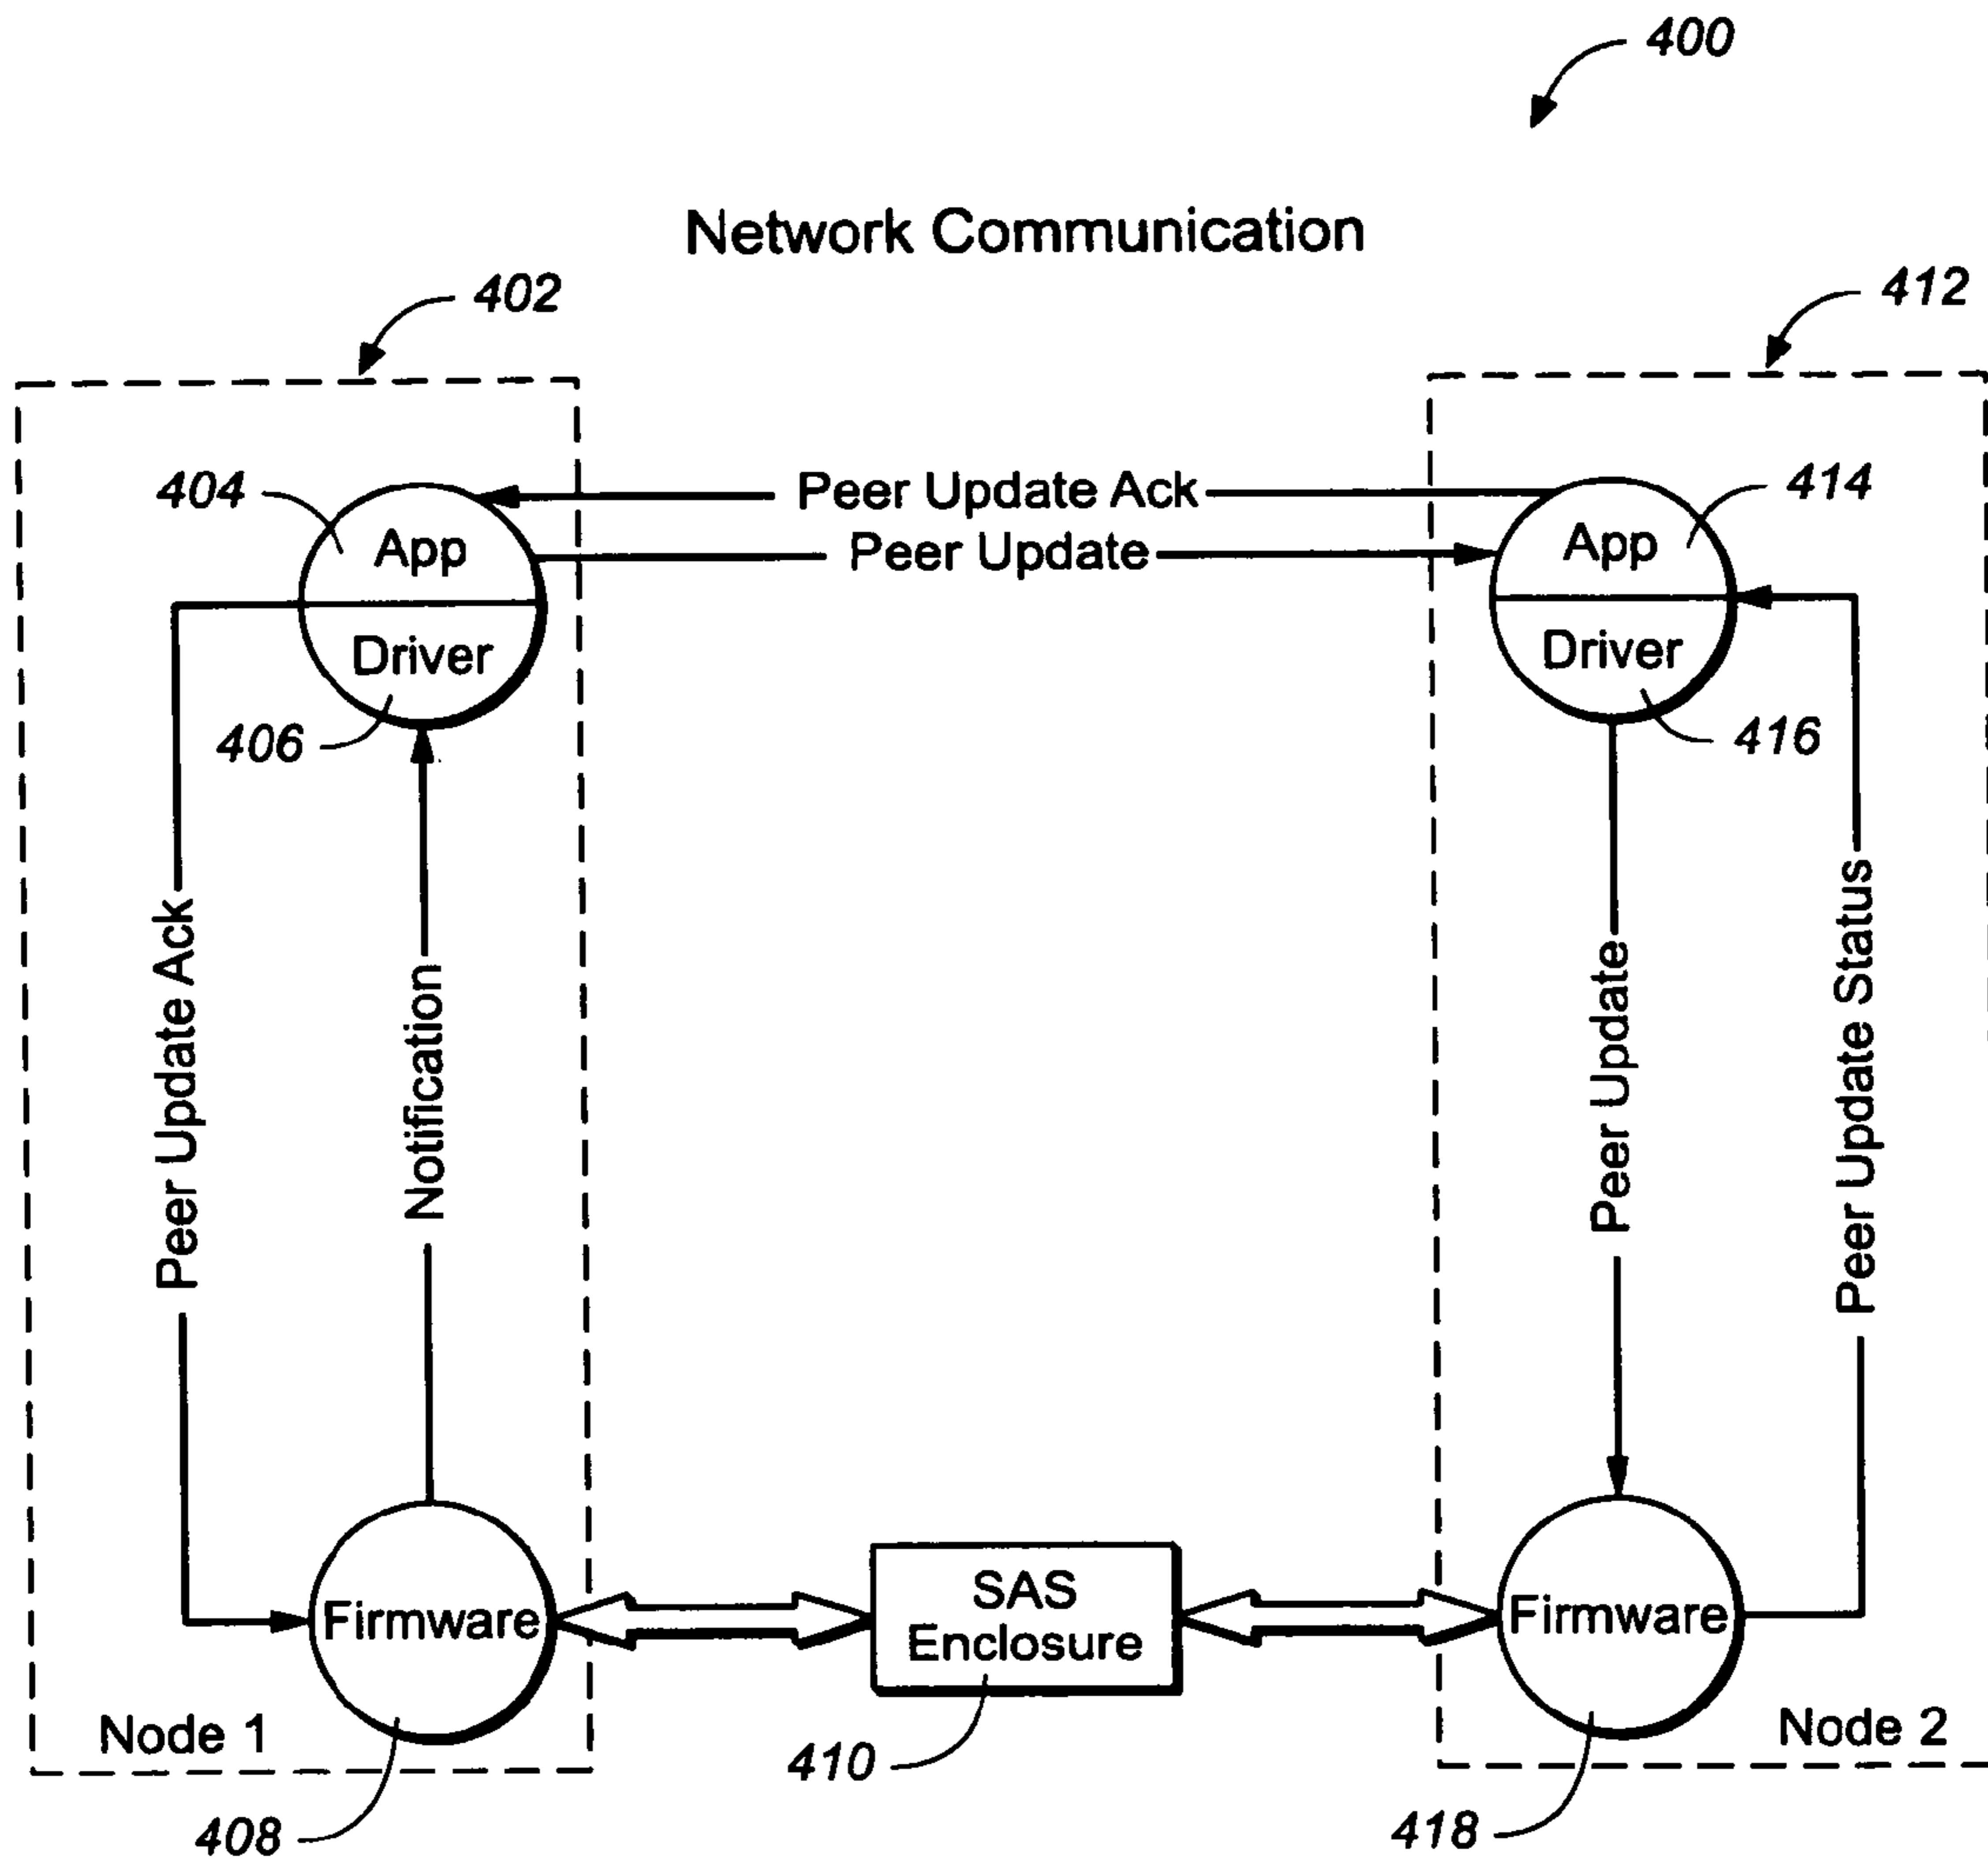 400
Network Communication
402
412
404
App
Driver
406
Peer Update Ack
Peer Update
414
App
Driver
416
Peer Update Ack
Notification
Peer Update
Peer Update Status
Firmware
SAS
Enclosure
Firmware
Node 1
410
Node 2
408
418